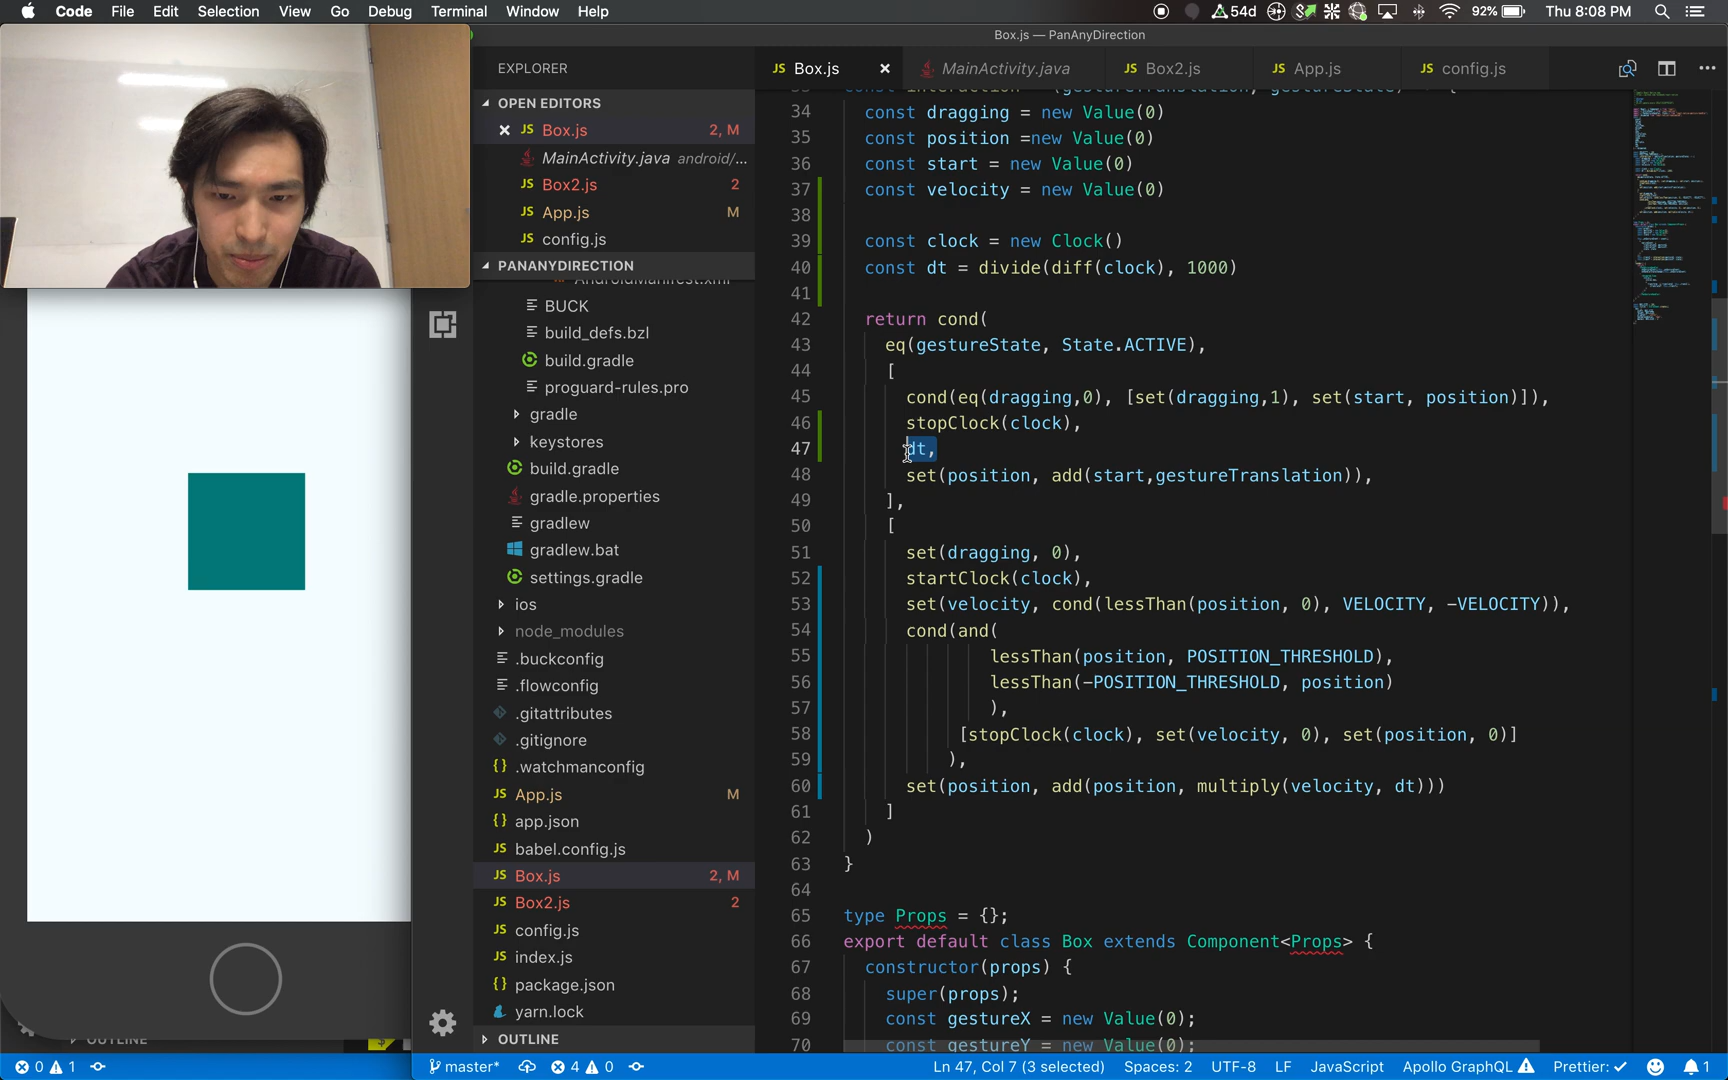 Code File Edit Selection View Go Debug Terminal Window Help
54d 92% Thu 8:08 PM
Box.js — PanAnyDirection
EXPLORER
OPEN EDITORS
Box.js 2, M
MainActivity.java android/...
Box2.js 2
App.js M
config.js
PANANYDIRECTION
AndroidManifest.xml
BUCK
build_defs.bzl
build.gradle
proguard-rules.pro
gradle
keystores
build.gradle
gradle.properties
gradlew
gradlew.bat
settings.gradle
ios
node_modules
.buckconfig
.flowconfig
.gitattributes
.gitignore
.watchmanconfig
App.js M
app.json
babel.config.js
Box.js 2, M
Box2.js 2
config.js
index.js
package.json
yarn.lock
OUTLINE
OUTLINE
JS Box.js MainActivity.java JS Box2.js JS App.js JS config.js
34 const dragging = new Value(0)
35 const position =new Value(0)
36 const start = new Value(0)
37 const velocity = new Value(0)
38
39 const clock = new Clock()
40 const dt = divide(diff(clock), 1000)
41
42 return cond(
43 eq(gestureState, State.ACTIVE),
44 [
45 cond(eq(dragging,0), [set(dragging,1), set(start, position)]),
46 stopClock(clock),
47 dt,
48 set(position, add(start,gestureTranslation)),
49 ],
50 [
51 set(dragging, 0),
52 startClock(clock),
53 set(velocity, cond(lessThan(position, 0), VELOCITY, -VELOCITY)),
54 cond(and(
55 lessThan(position, POSITION_THRESHOLD),
56 lessThan(-POSITION_THRESHOLD, position)
57 ),
58 [stopClock(clock), set(velocity, 0), set(position, 0)]
59 ),
60 set(position, add(position, multiply(velocity, dt)))
61 ]
62 )
63 }
64
65 type Props = {};
66 export default class Box extends Component<Props> {
67 constructor(props) {
68 super(props);
69 const gestureX = new Value(0);
70 const gestureY = new Value(0);
0 1 master* 4 0 Ln 47, Col 7 (3 selected) Spaces: 2 UTF-8 LF JavaScript Apollo GraphQL Prettier: ✓ 1